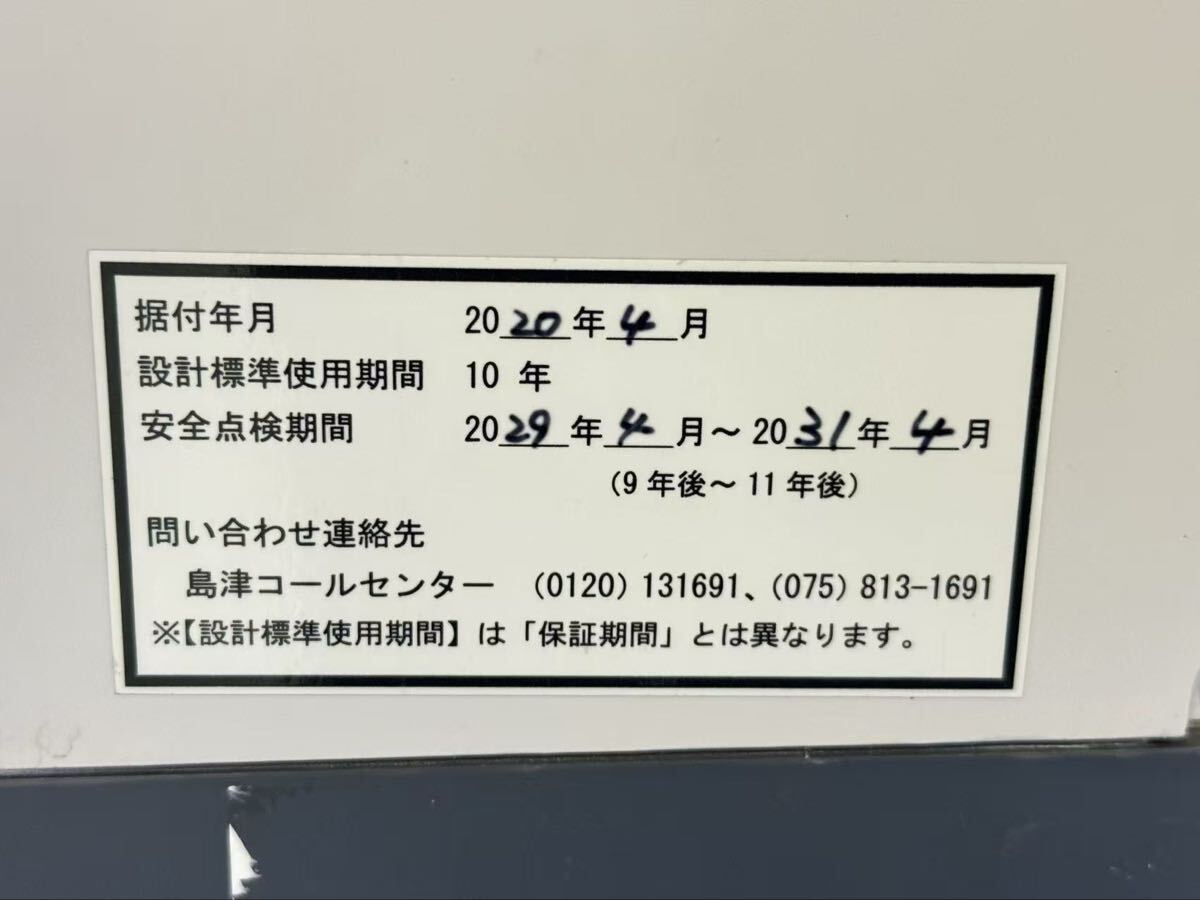 据付年月 2020年4月
設計標準使用期間 10 年
安全点検期間 2029年4月～2031年4月
(9 年後～11 年後)
問い合わせ連絡先
島津コールセンター (0120) 131691、(075) 813-1691
※【設計標準使用期間】は「保証期間」とは異なります。